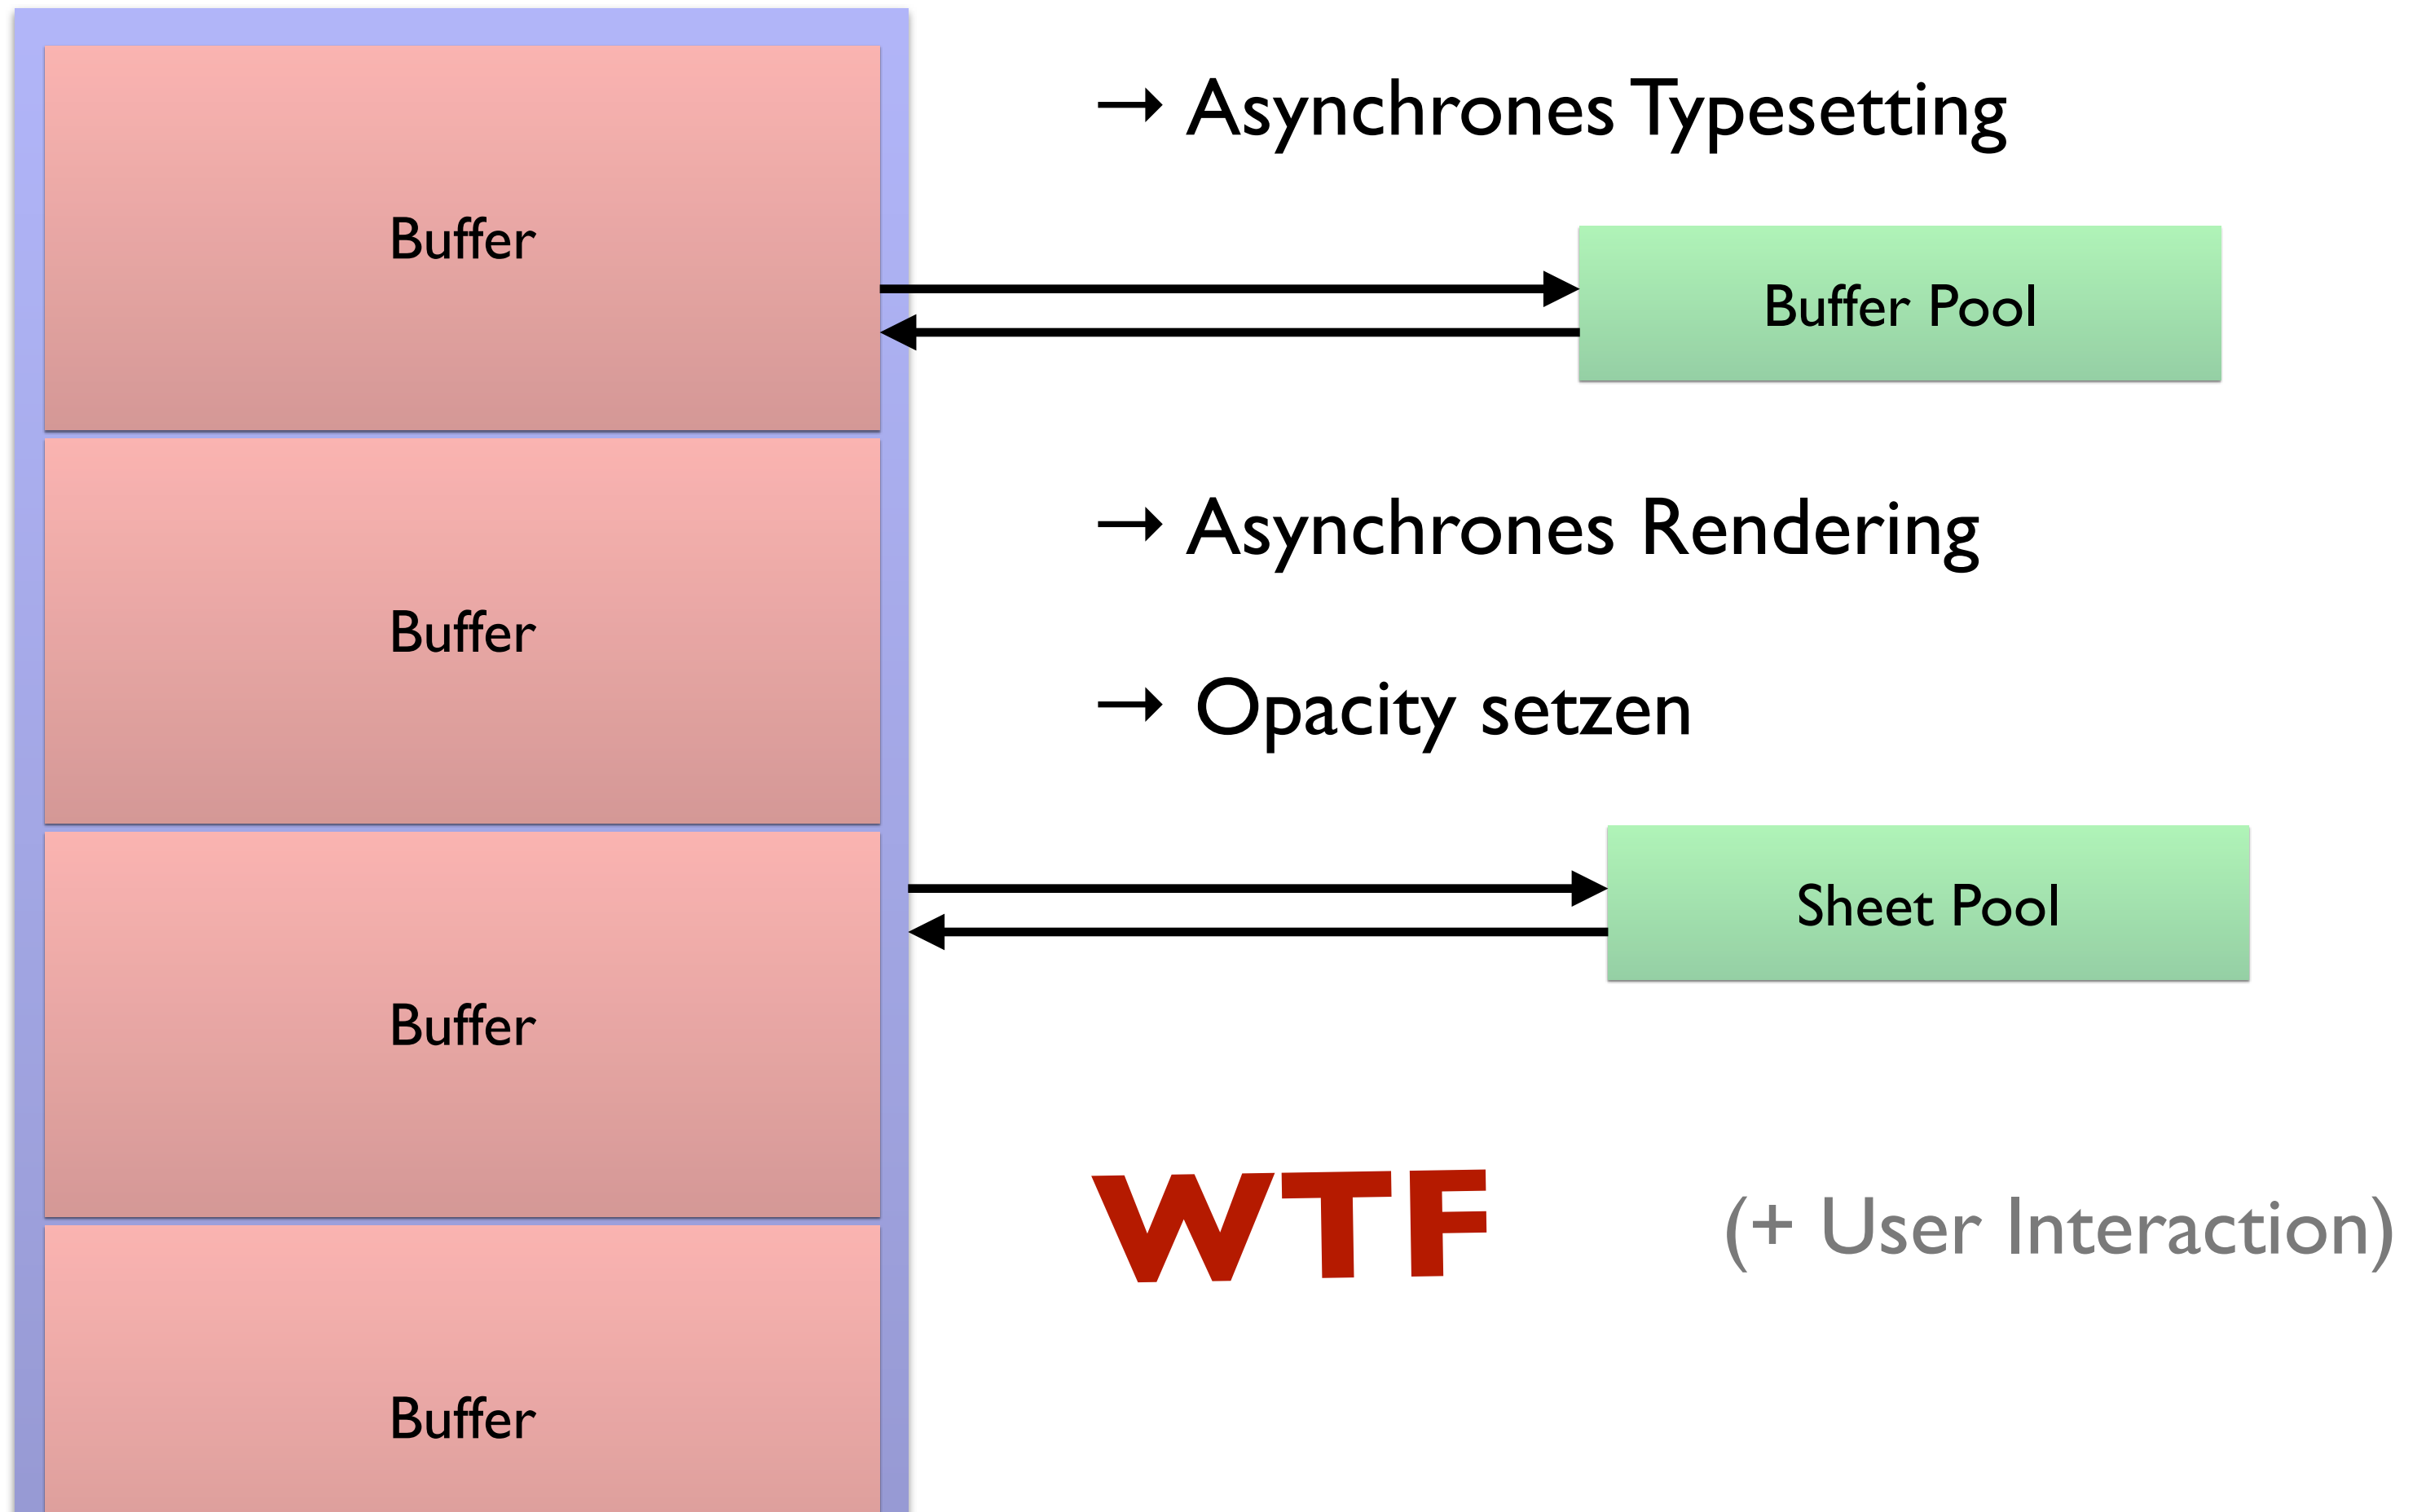 → Asynchrones Typesetting
Buffer
Buffer Pool
→ Asynchrones Rendering
Buffer
→ Opacity setzen
Sheet Pool
Buffer
WTF
(+ User Interaction)
Buffer